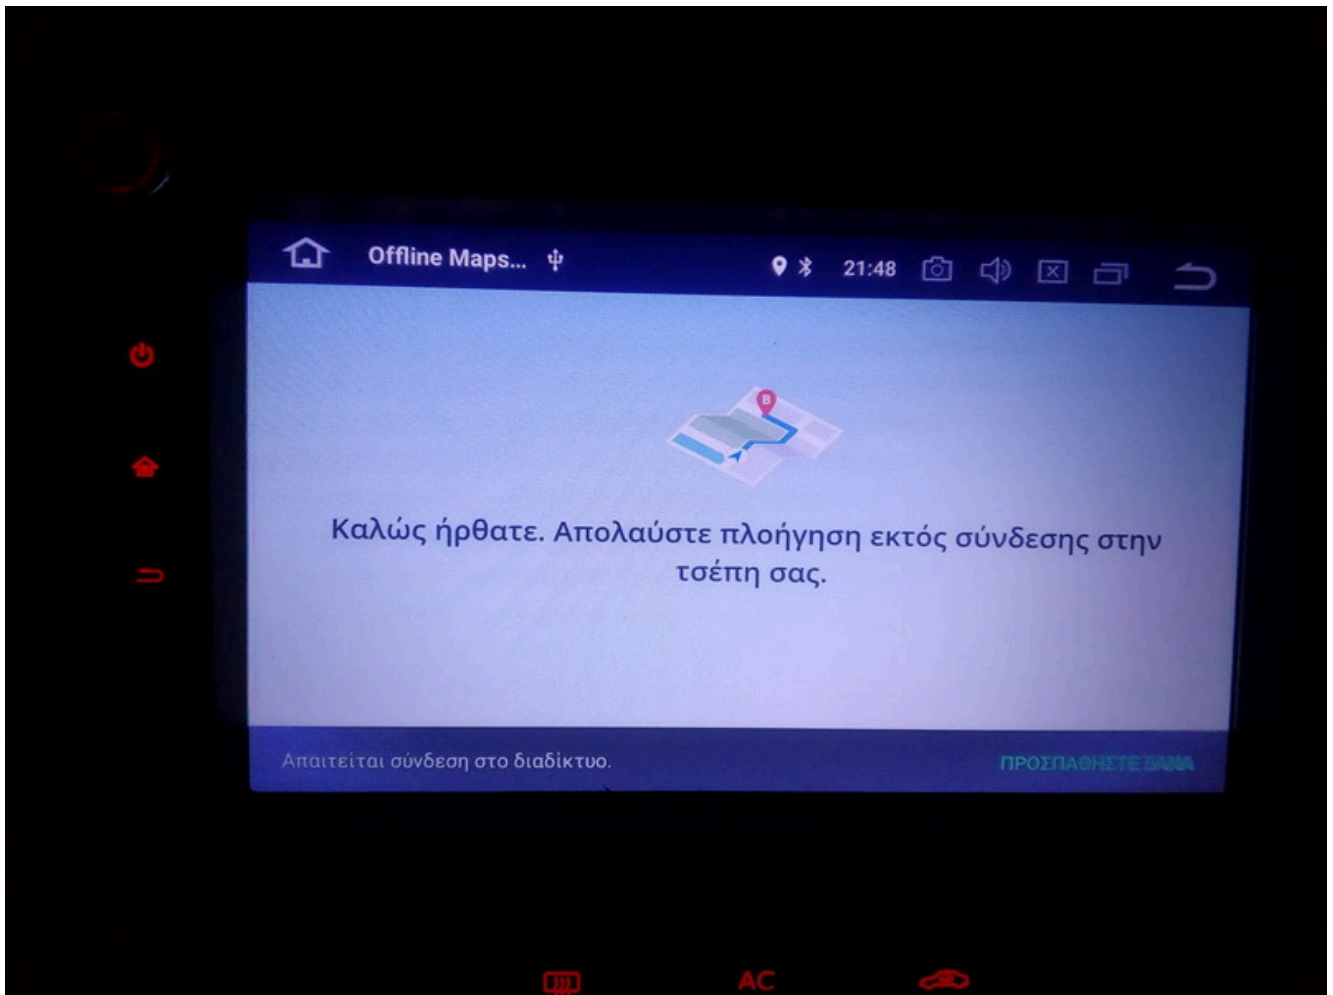 Offline Maps...
21:48
B
Καλώς ήρθατε. Απολαύστε πλοήγηση εκτός σύνδεσης στην
τσέπη σας.
Απαιτείται σύνδεση στο διαδίκτυο.
ΠΡΟΣΠΑΘΗΣΤΕ ΞΑΝΑ
AC